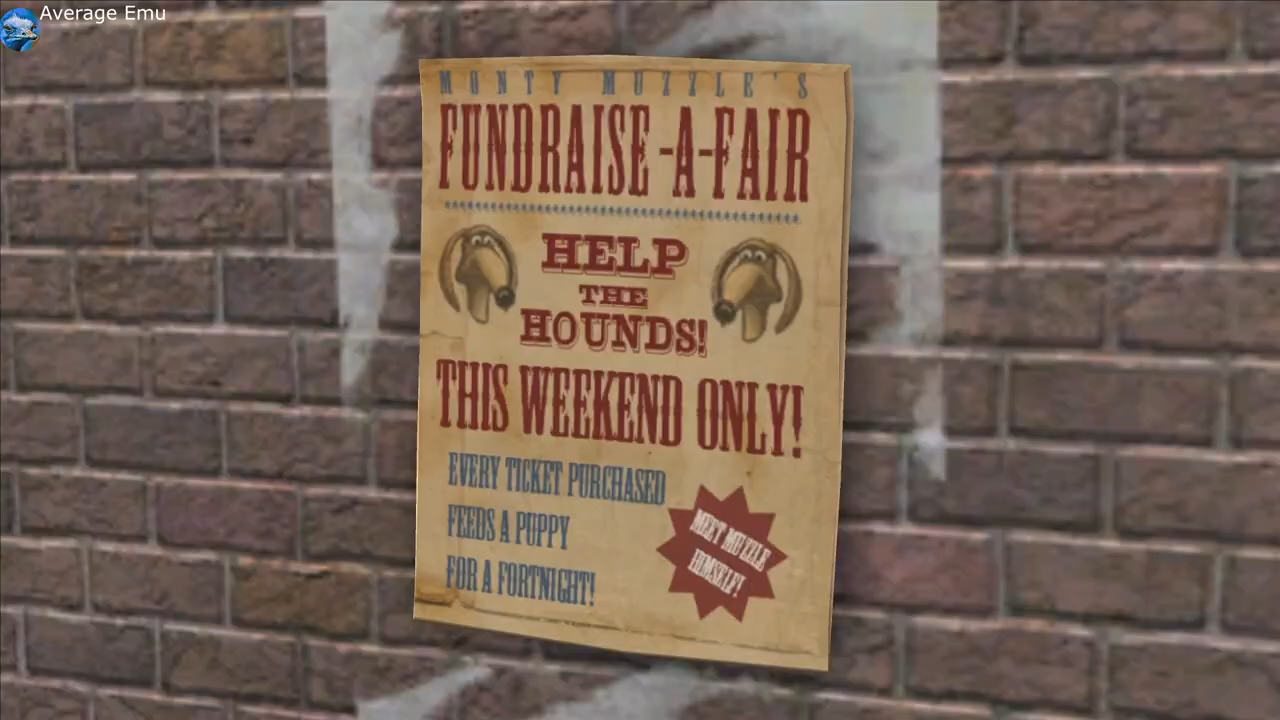 Average Emu
MONTY MUZZLE'S
FUNDRAISE-A-FAIR
HELP
THE
HOUNDS!
THIS WEEKEND ONLY!
EVERY TICKET PURCHASED
FEEDS A PUPPY
FOR A FORTNIGHT!
MEET MUZZLE
HIMSELF!